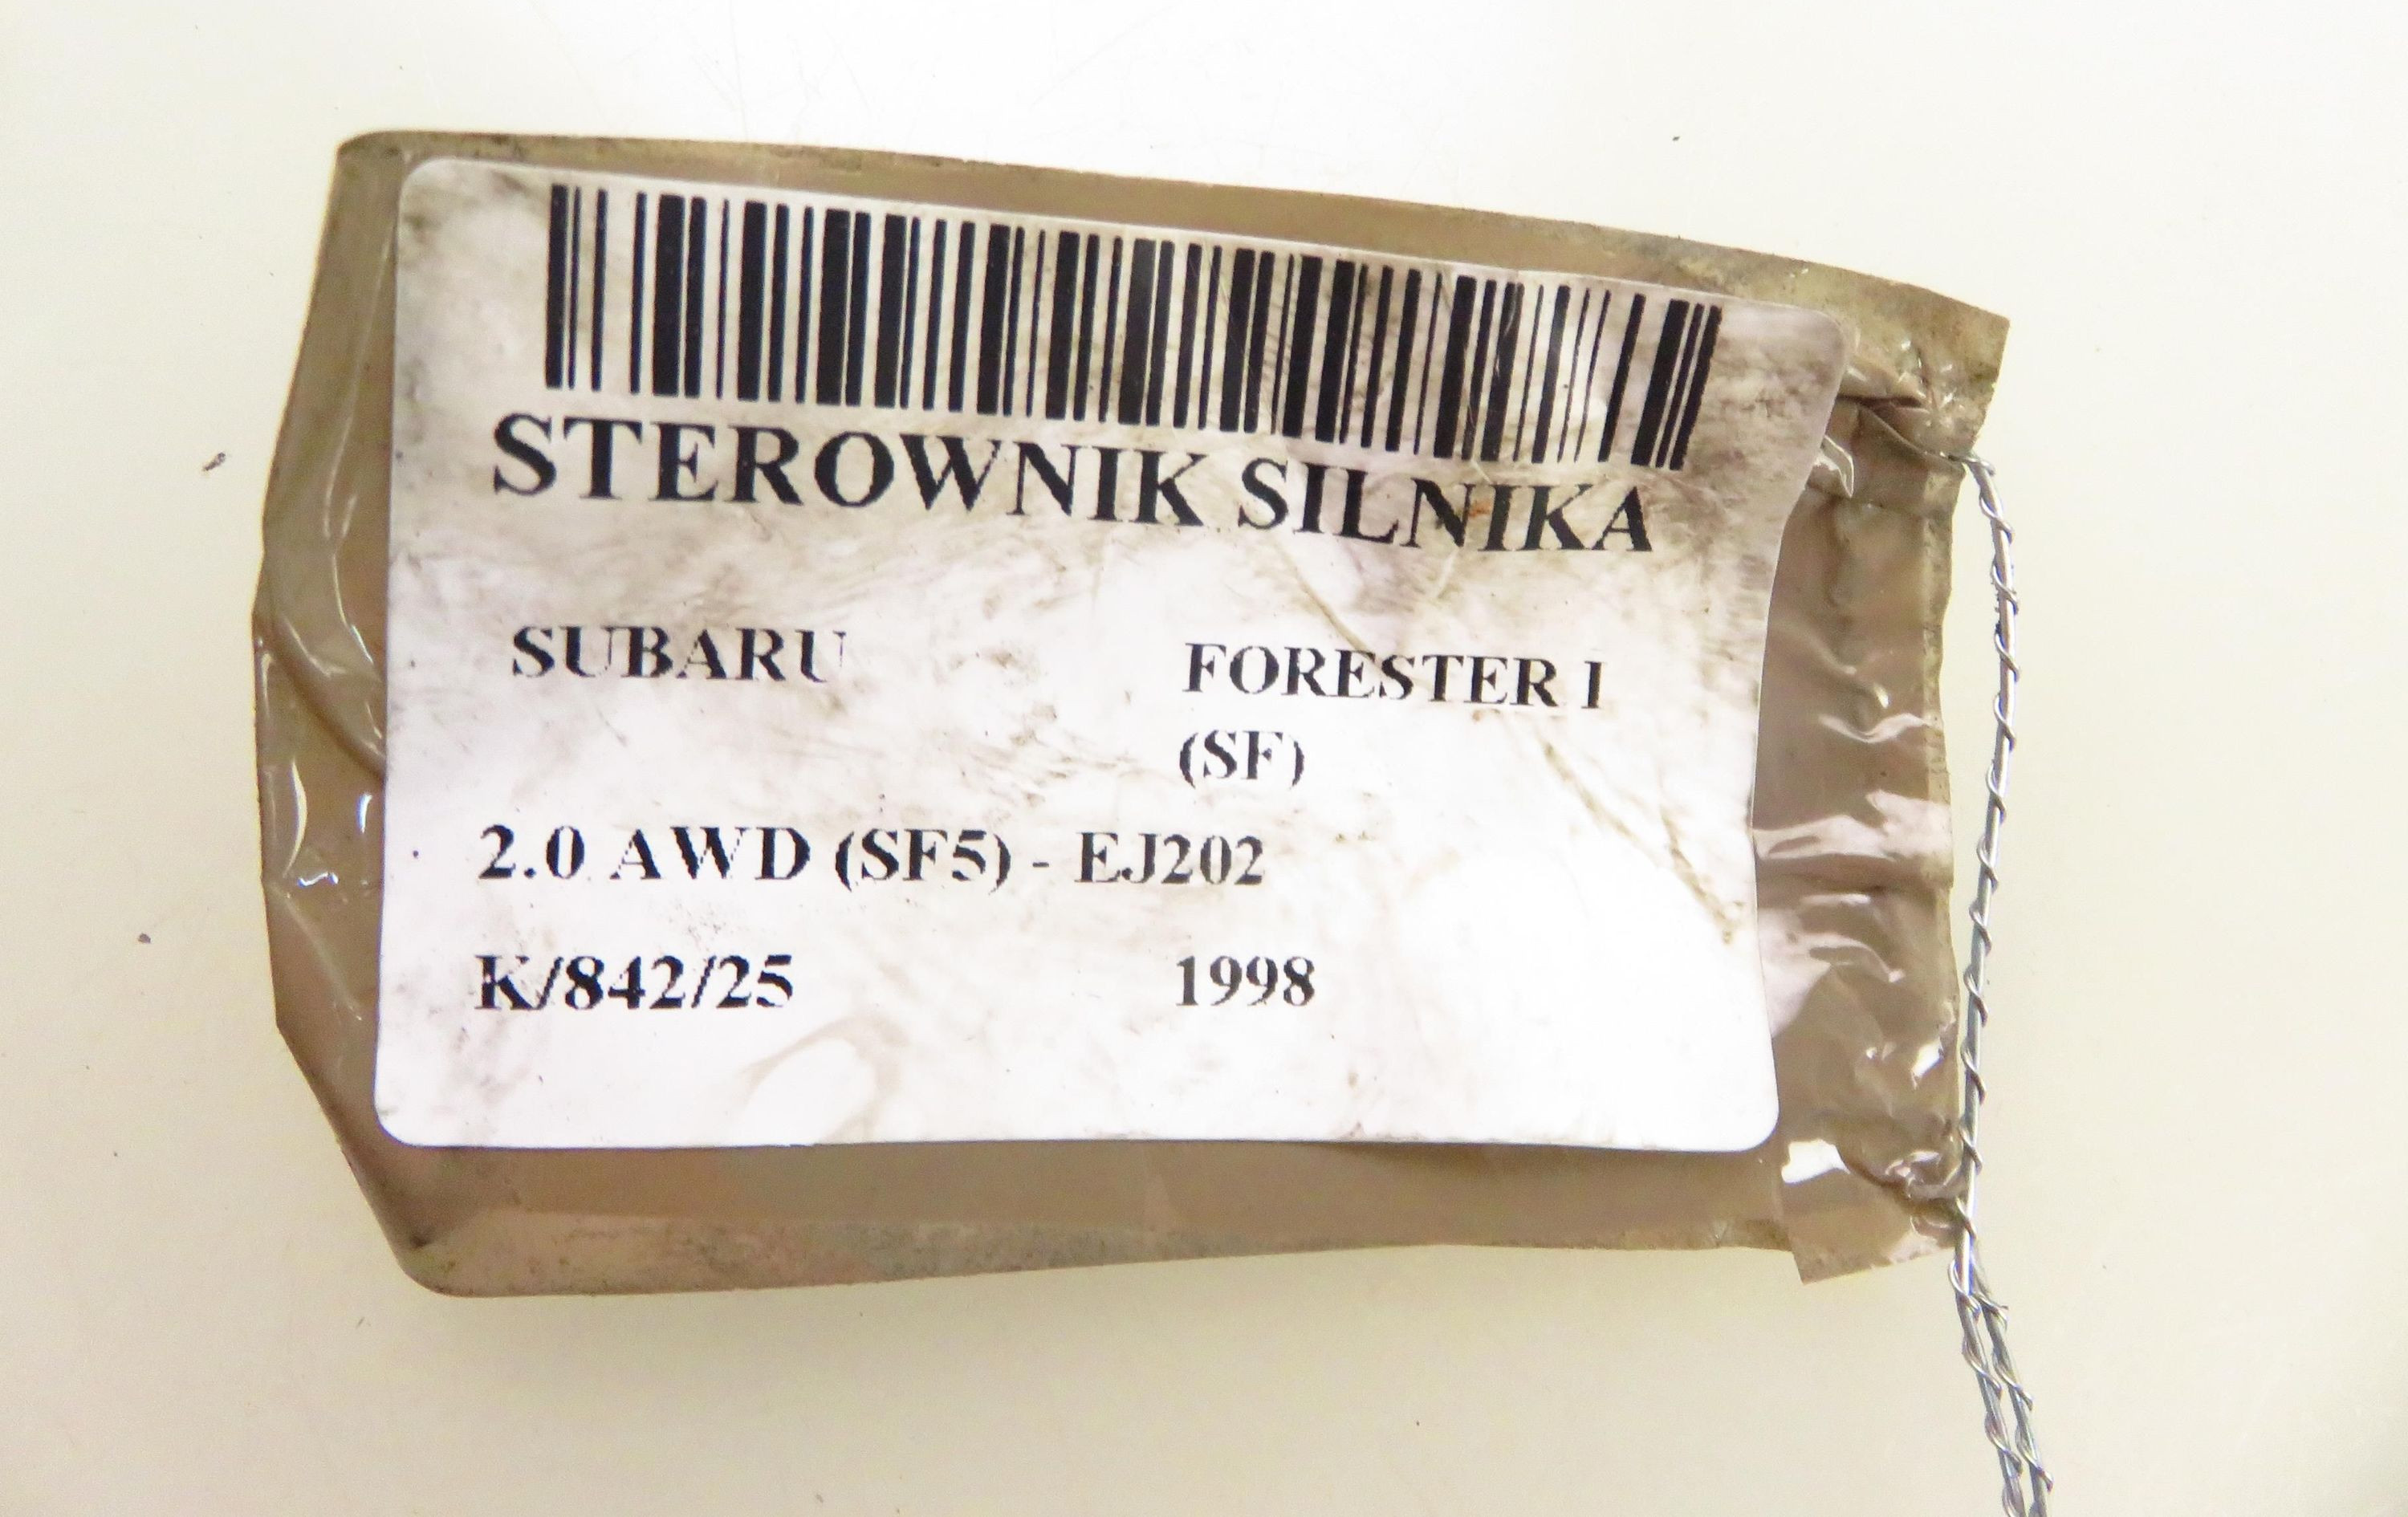 STEROWNIK SILNIKA
SUBARU FORESTER I
(SF)
2.0 AWD (SF5) - EJ202
K/842/25 1998